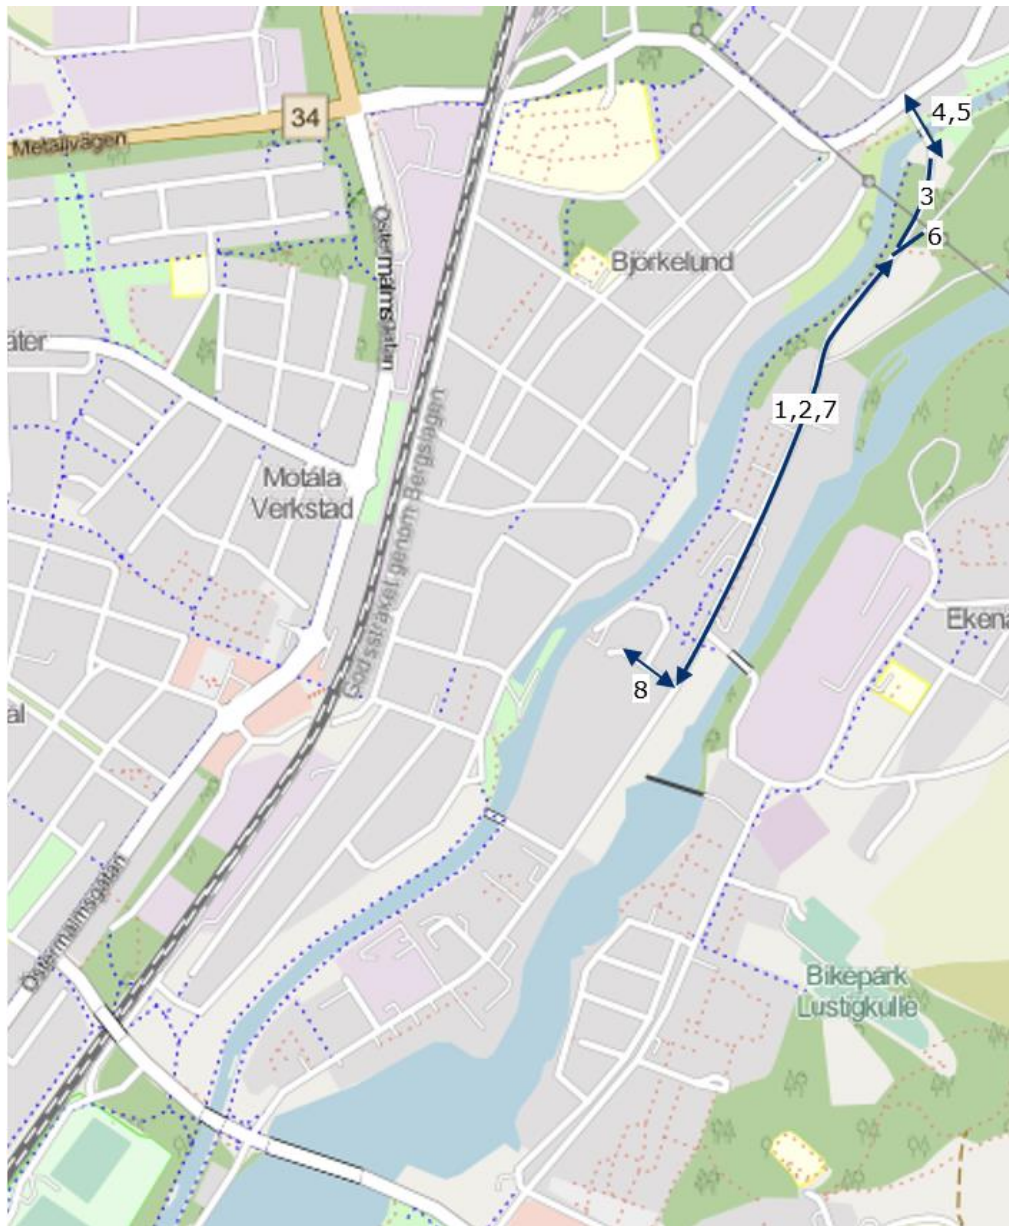 34
4,5
Metallvägen
3
Östermalmsgatan
6
Björkelund
äter
1,2,7
Motala
Verkstad
Godsstråket genom Bergslagen
Ekena
8
al
Östermalmsgatan
Bikepark
Lustigkulle